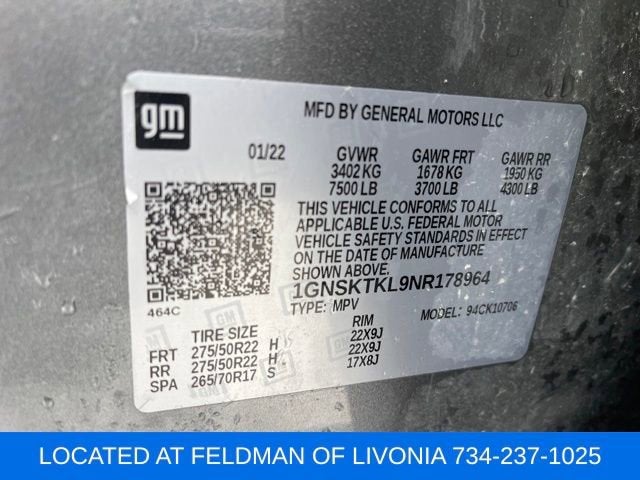 gm
MFD BY GENERAL MOTORS LLC
01/22 GVWR GAWR FRT GAWR RR
3402 KG 1678 KG 1950 KG
7500 LB 3700 LB 4300 LB
THIS VEHICLE CONFORMS TO ALL
APPLICABLE U.S. FEDERAL MOTOR
VEHICLE SAFETY STANDARDS IN EFFECT
ON THE DATE OF MANUFACTURE
SHOWN ABOVE.
1GNSKTKL9NR178964
464C TYPE: MPV MODEL: 94CK10706
TIRE SIZE RIM
FRT 275/50R22 H 22X9J
RR 275/50R22 H 22X9J
SPA 265/70R17 S 17X8J
LOCATED AT FELDMAN OF LIVONIA 734-237-1025